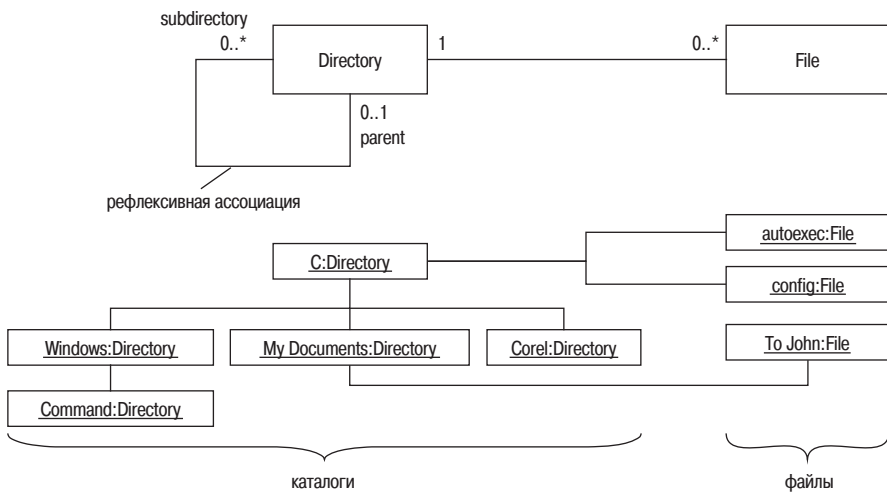 subdirectory
0..*
Directory
1
0..*
File
0..1
parent
рефлексивная ассоциация
C:Directory
autoexec:File
config:File
Windows:Directory
My Documents:Directory
Corel:Directory
To John:File
Command:Directory
каталоги
файлы